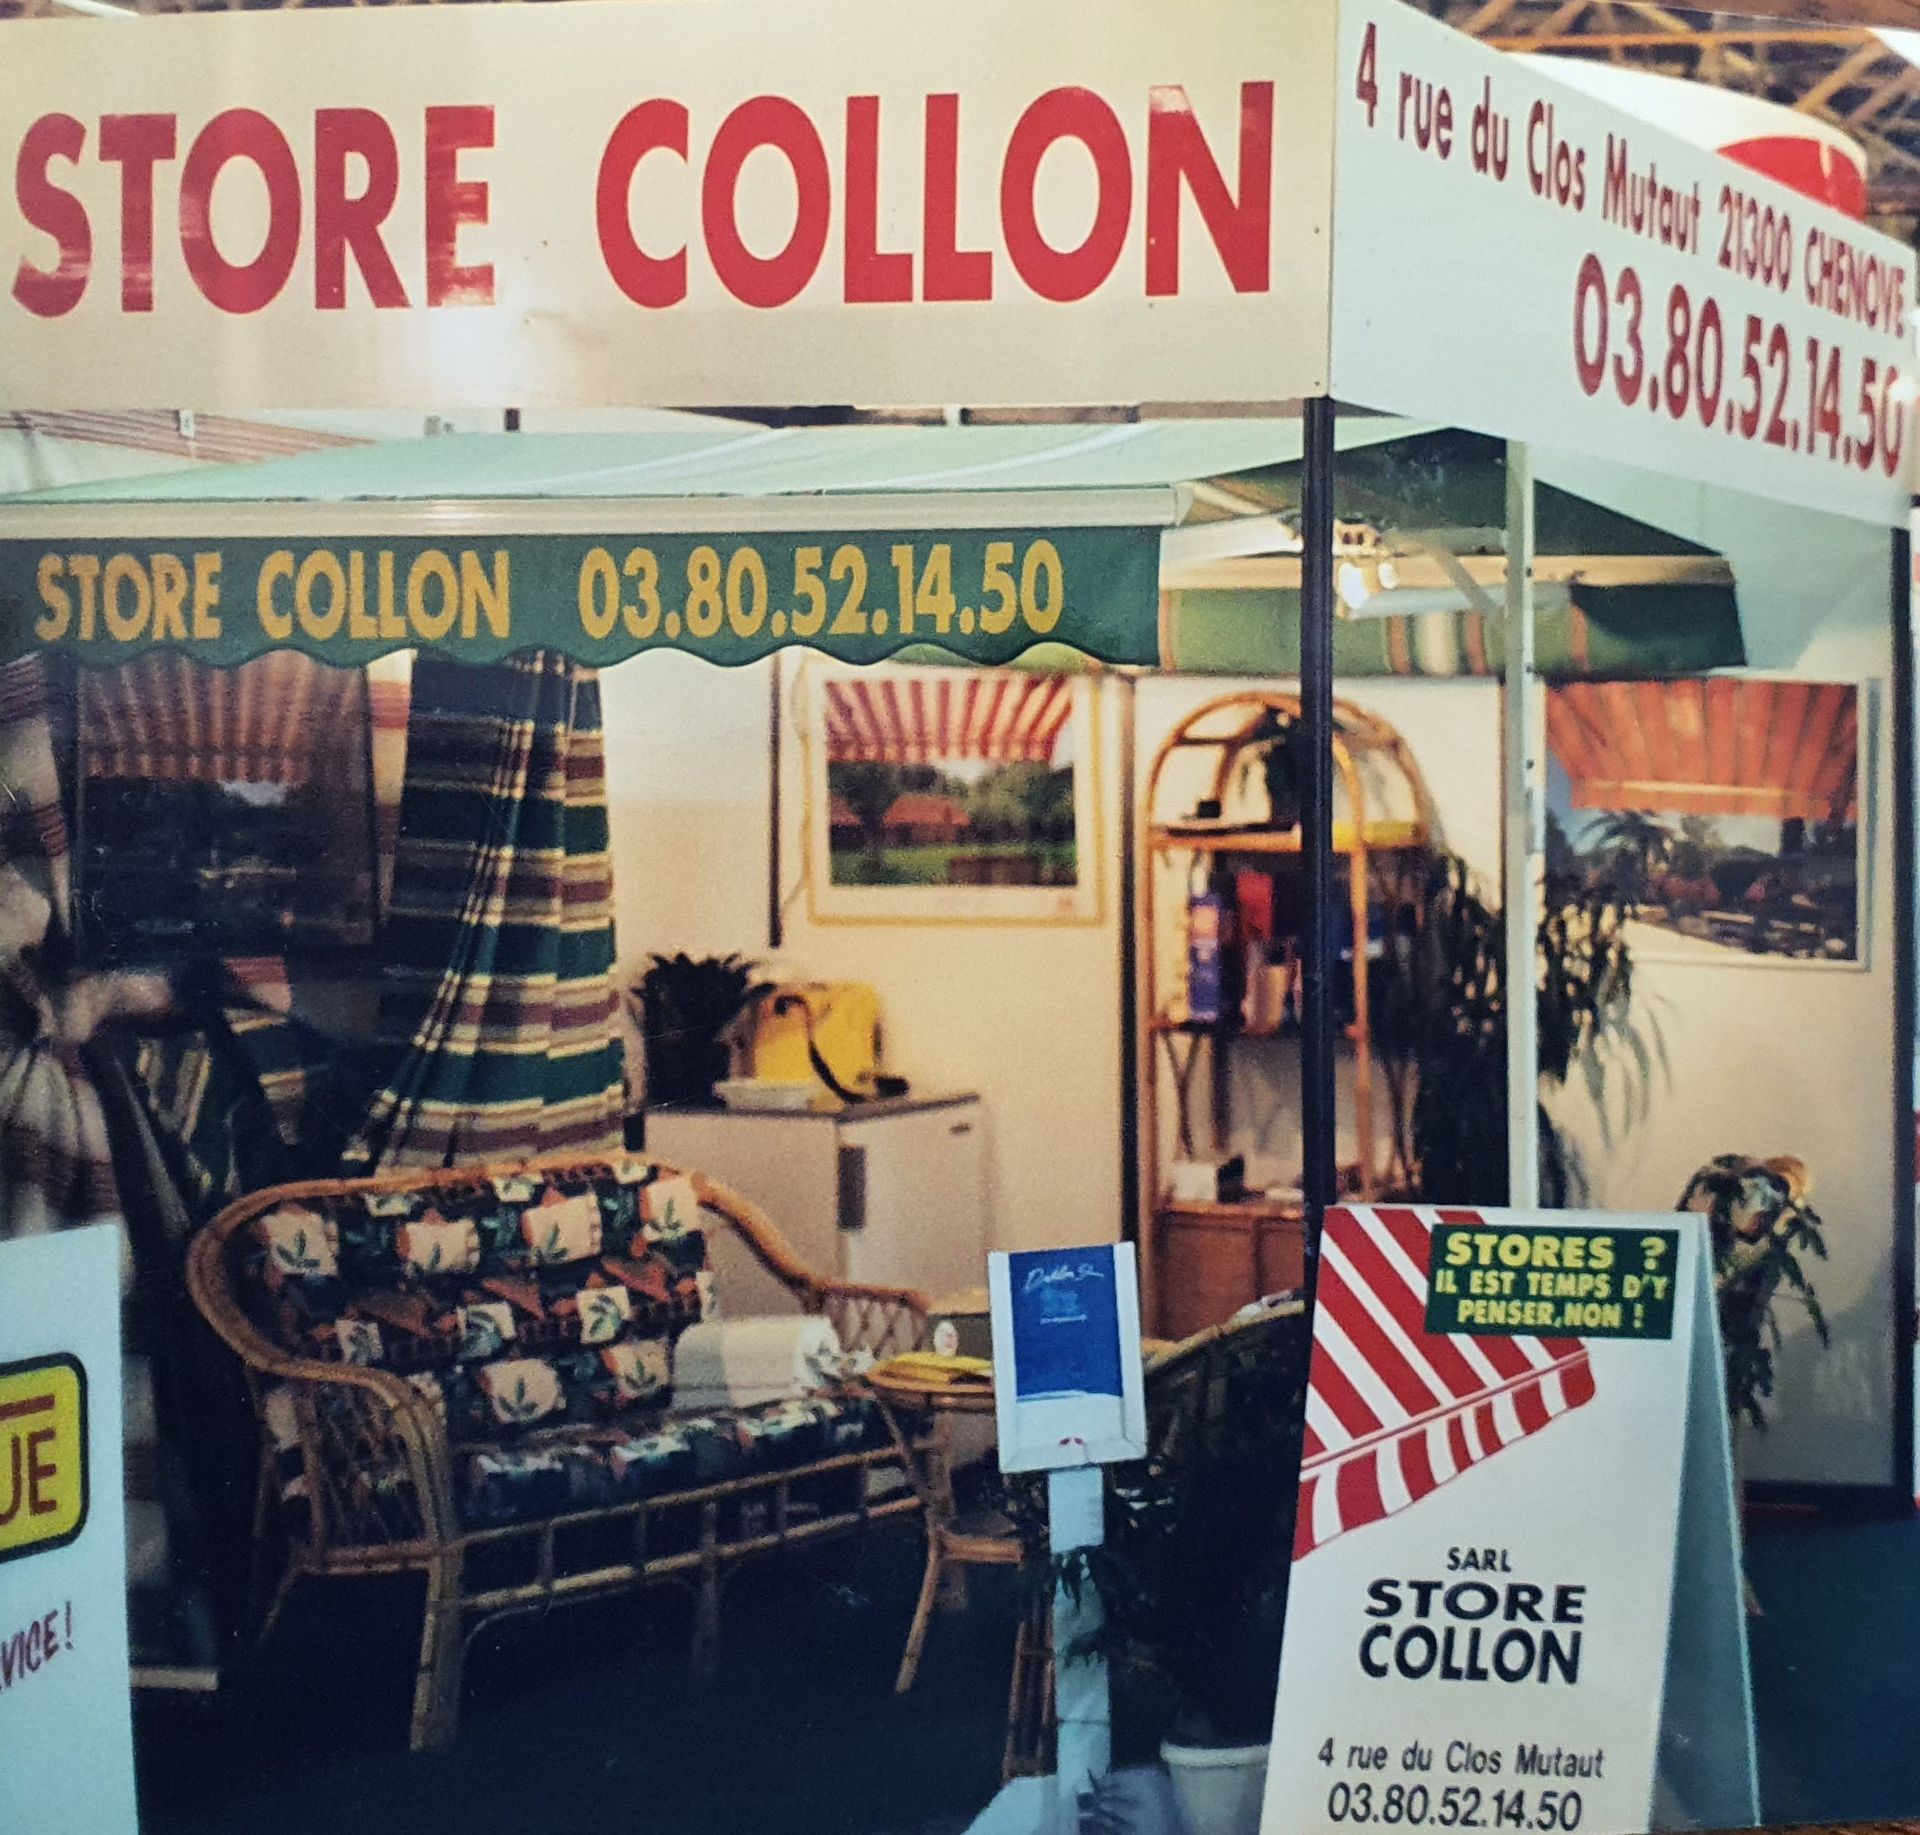 STORE COLLON
4 rue du Clos Mutaut 21300 CHENOVE
03.80.52.14.50
STORE COLLON 03.80.52.14.50
STORES ?
IL EST TEMPS D'Y
PENSER, NON !
SARL
STORE
COLLON
4 rue du Clos Mutaut
03.80.52.14.50
UE
VICE!